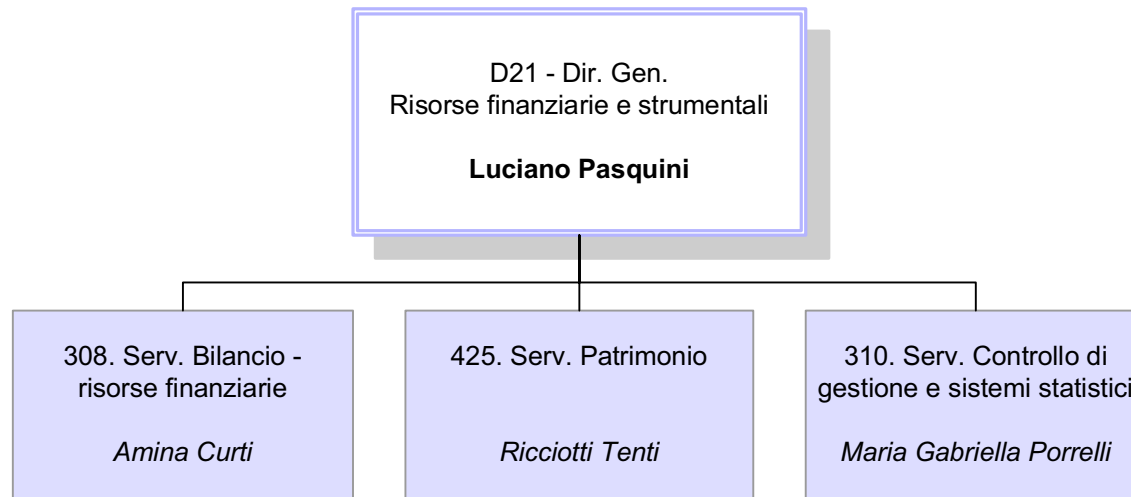 D21 - Dir. Gen.
Risorse finanziarie e strumentali
Luciano Pasquini
308. Serv. Bilancio -
risorse finanziarie
Amina Curti
425. Serv. Patrimonio
Ricciotti Tenti
310. Serv. Controllo di
gestione e sistemi statistici
Maria Gabriella Porrelli